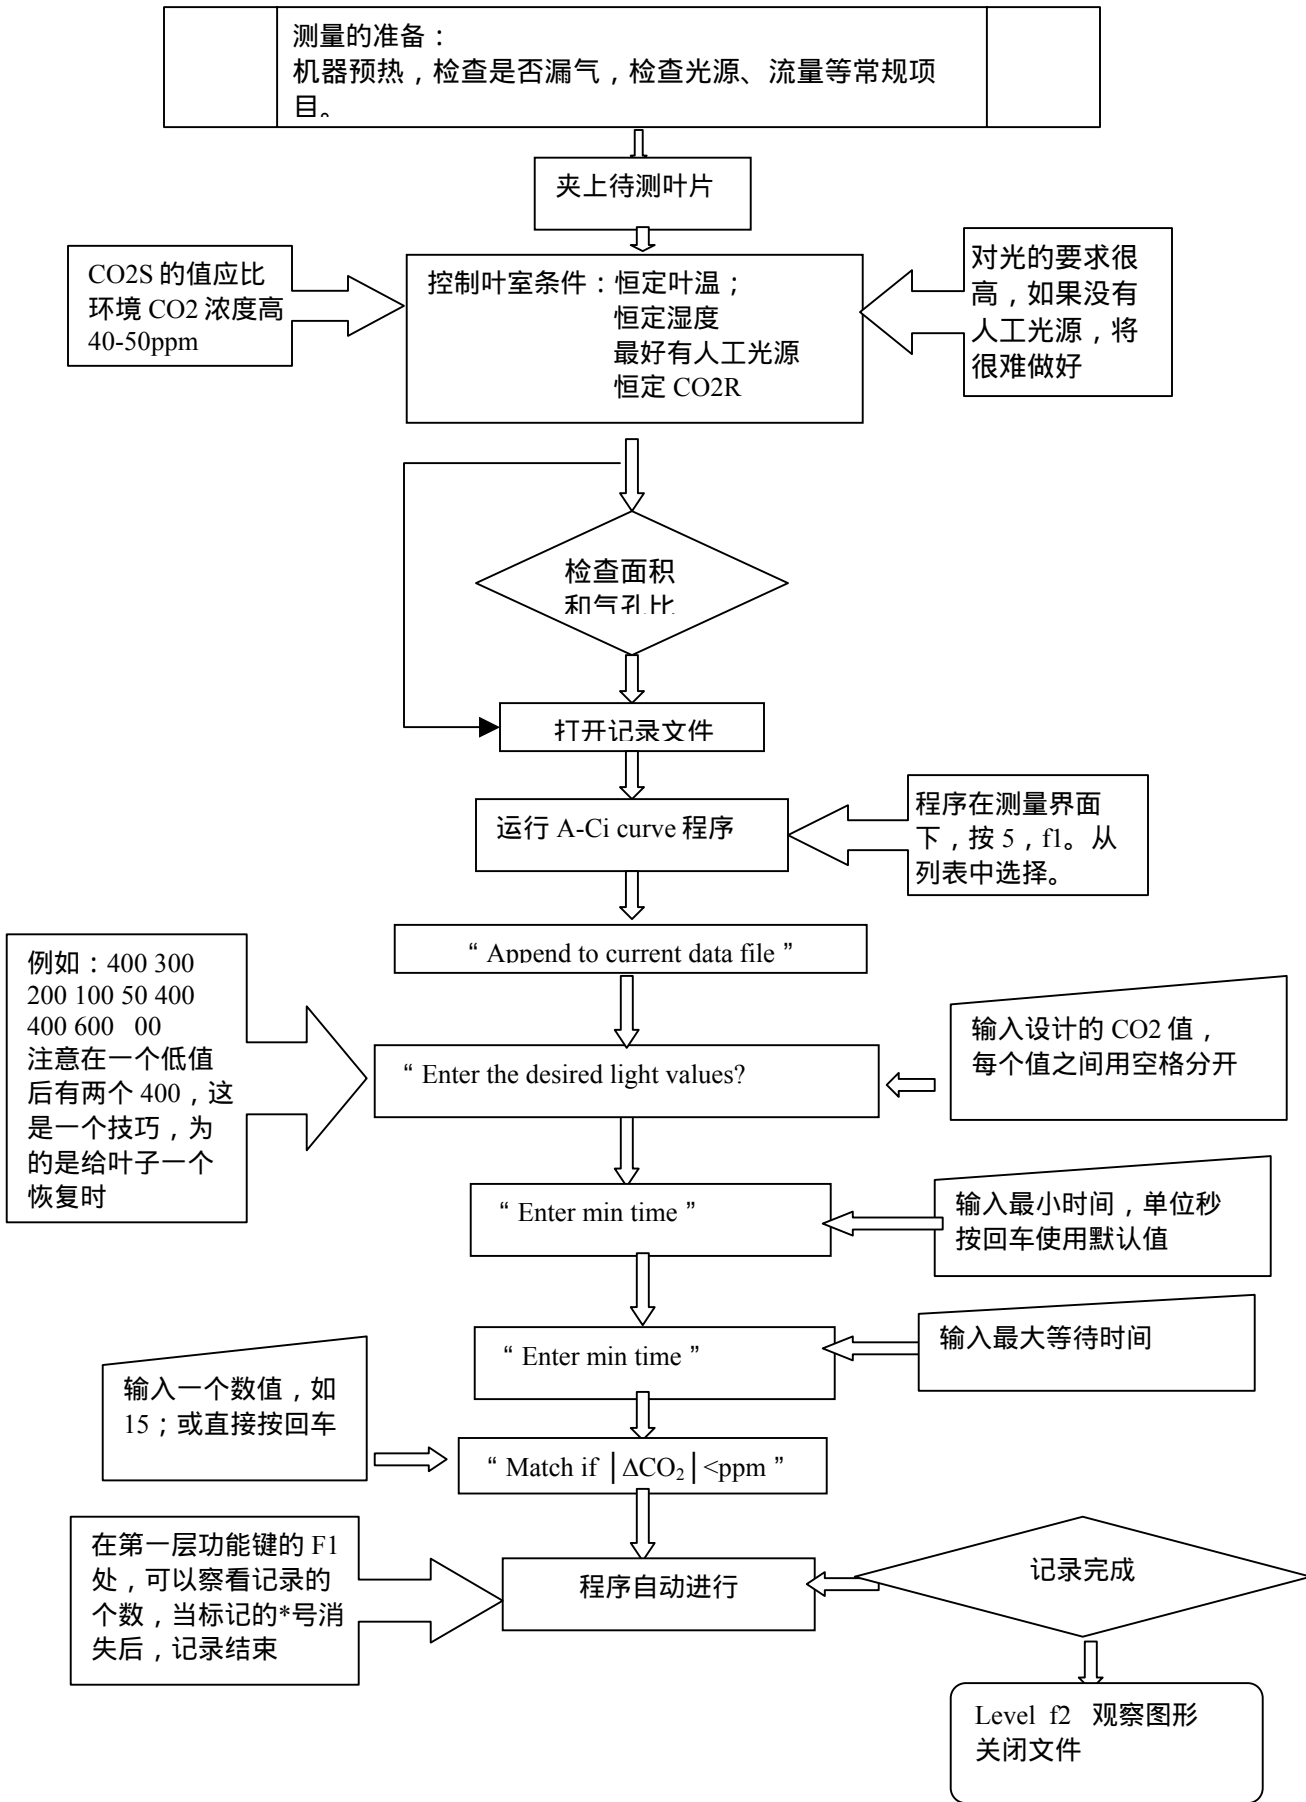 测量的准备：
机器预热，检查是否漏气，检查光源、流量等常规项
目。
夹上待测叶片
CO2S 的值应比
环境 CO2 浓度高
40-50ppm
控制叶室条件：恒定叶温；
恒定湿度
最好有人工光源
恒定 CO2R
对光的要求很
高，如果没有
人工光源，将
很难做好
检查面积
和气孔比
打开记录文件
运行 A-Ci curve 程序
程序在测量界面
下，按 5，f1。从
列表中选择。
“ Append to current data file ”
例如：400 300
200 100 50 400
400 600 00
注意在一个低值
后有两个 400，这
是一个技巧，为
的是给叶子一个
恢复时
“ Enter the desired light values?
输入设计的 CO2 值，
每个值之间用空格分开
“ Enter min time ”
输入最小时间，单位秒
按回车使用默认值
“ Enter min time ”
输入最大等待时间
输入一个数值，如
15；或直接按回车
“ Match if |ΔCO₂| <ppm ”
在第一层功能键的 F1
处，可以察看记录的
个数，当标记的*号消
失后，记录结束
程序自动进行
记录完成
Level f2 观察图形
关闭文件